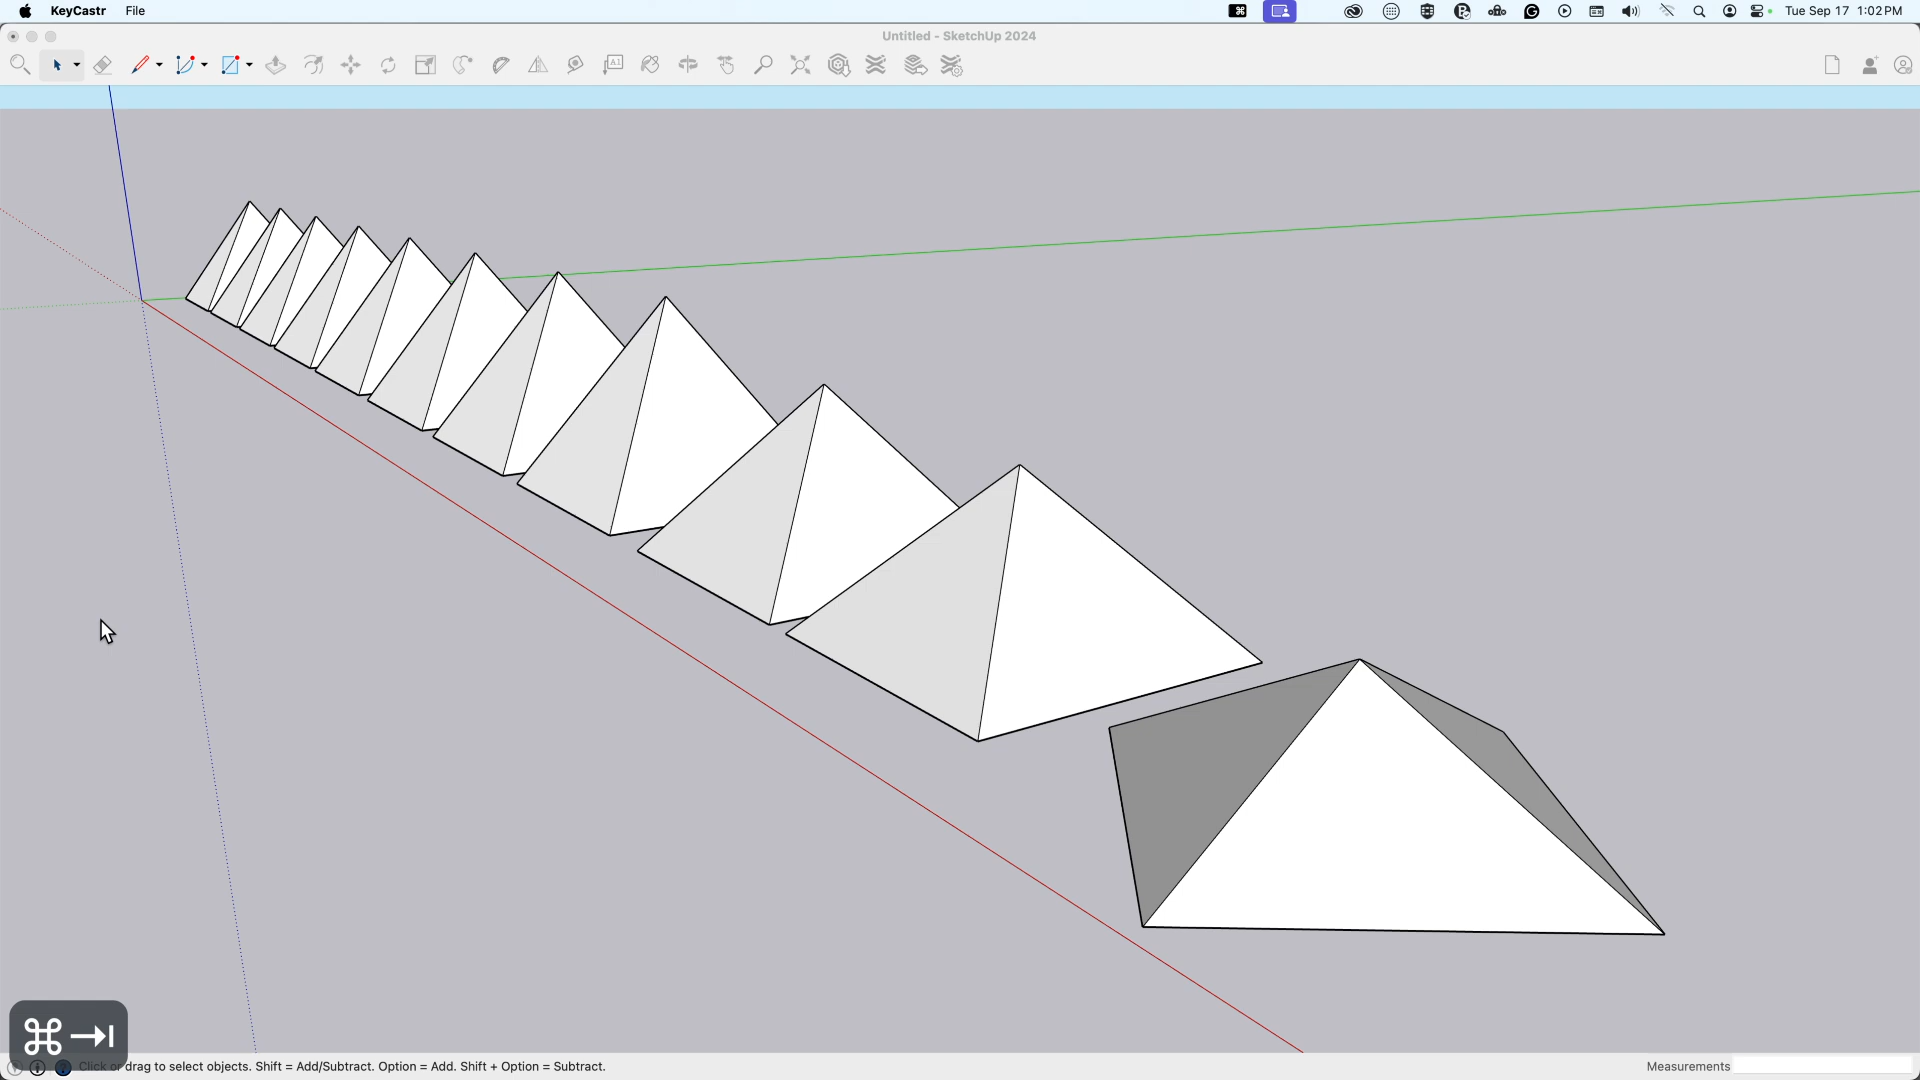 KeyCastr File
Tue Sep 17 1:02 PM
Untitled - SketchUp 2024
A1
Click or drag to select objects. Shift = Add/Subtract. Option = Add. Shift + Option = Subtract.
Measurements